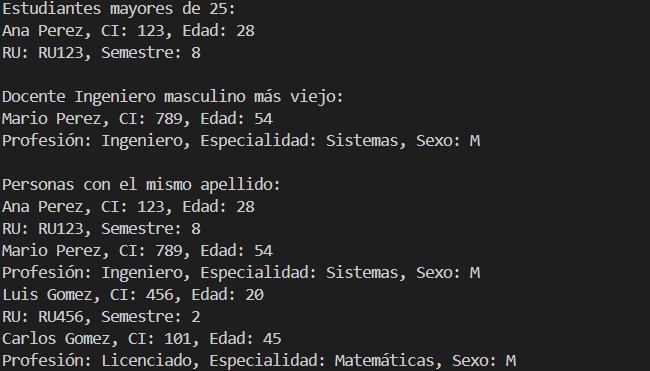 Estudiantes mayores de 25:
Ana Perez, CI: 123, Edad: 28
RU: RU123, Semestre: 8

Docente Ingeniero masculino más viejo:
Mario Perez, CI: 789, Edad: 54
Profesión: Ingeniero, Especialidad: Sistemas, Sexo: M

Personas con el mismo apellido:
Ana Perez, CI: 123, Edad: 28
RU: RU123, Semestre: 8
Mario Perez, CI: 789, Edad: 54
Profesión: Ingeniero, Especialidad: Sistemas, Sexo: M
Luis Gomez, CI: 456, Edad: 20
RU: RU456, Semestre: 2
Carlos Gomez, CI: 101, Edad: 45
Profesión: Licenciado, Especialidad: Matemáticas, Sexo: M